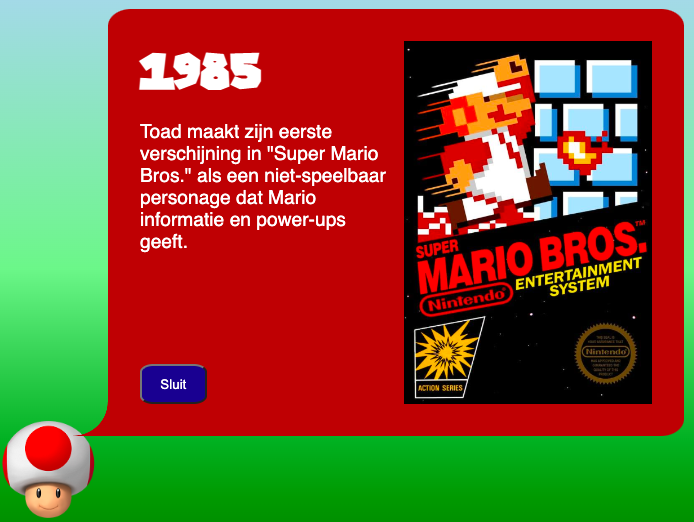 1985
Toad maakt zijn eerste
verschijning in "Super Mario
Bros." als een niet-speelbaar
personage dat Mario
informatie en power-ups
geeft.
Sluit
SUPER
MARIO BROS.™
Nintendo®
ENTERTAINMENT
SYSTEM
ACTION SERIES
Nintendo